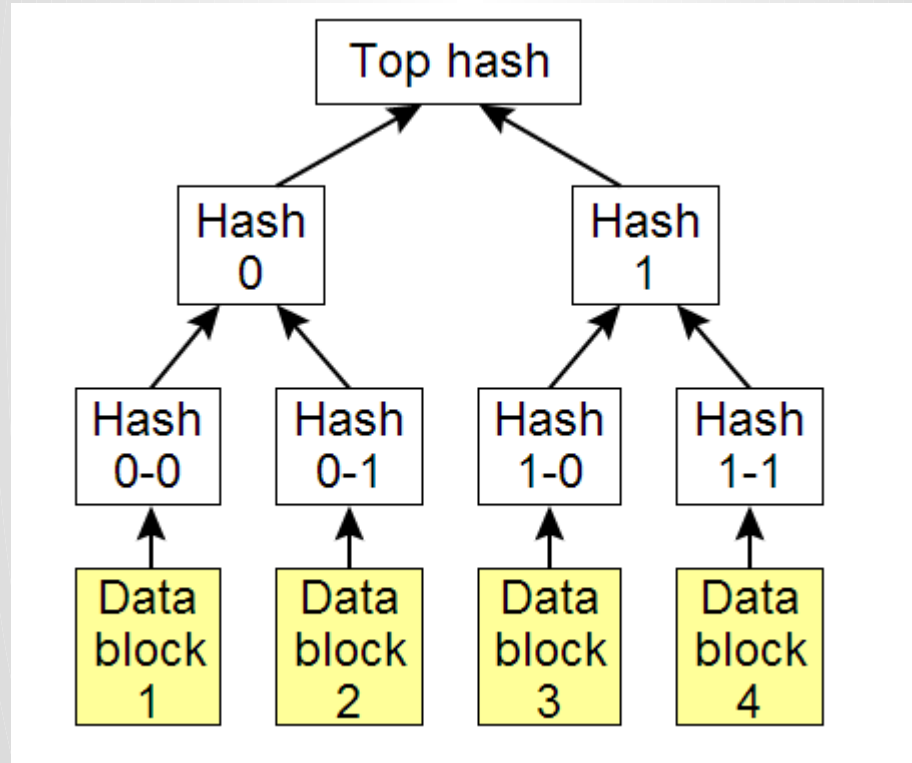 Top hash
Hash
0
Hash
1
Hash
0-0
Hash
0-1
Hash
1-0
Hash
1-1
Data
block
1
Data
block
2
Data
block
3
Data
block
4